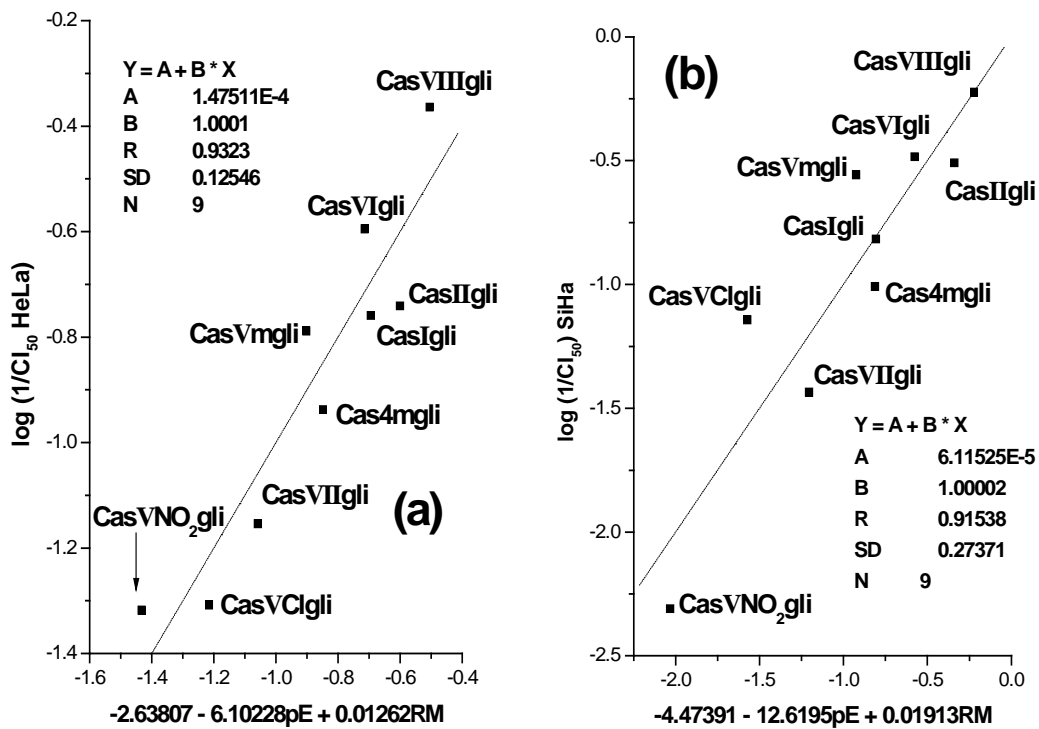 -0.2
-0.4
-0.6
-0.8
-1.0
-1.2
-1.4
-1.6 -1.4 -1.2 -1.0 -0.8 -0.6 -0.4
log (1/CI₅₀) HeLa)
-2.63807 - 6.10228pE + 0.01262RM
Y = A + B * X
A 1.47511E-4
B 1.0001
R 0.9323
SD 0.12546
N 9
CasVIIIgli
CasVIgli
CasIIgli
CasVmgli
CasIgli
Cas4mgli
CasVIIgli
CasVNO₂gli
CasVClgli
(a)
0.0
-0.5
-1.0
-1.5
-2.0
-2.5
-2.0 -1.5 -1.0 -0.5 0.0
log (1/CI₅₀) SiHa
-4.47391 - 12.6195pE + 0.01913RM
(b)
CasVIIIgli
CasVIgli
CasVmgli
CasIIgli
CasIgli
CasVClgli
Cas4mgli
CasVIIgli
CasVNO₂gli
Y = A + B * X
A 6.11525E-5
B 1.00002
R 0.91538
SD 0.27371
N 9